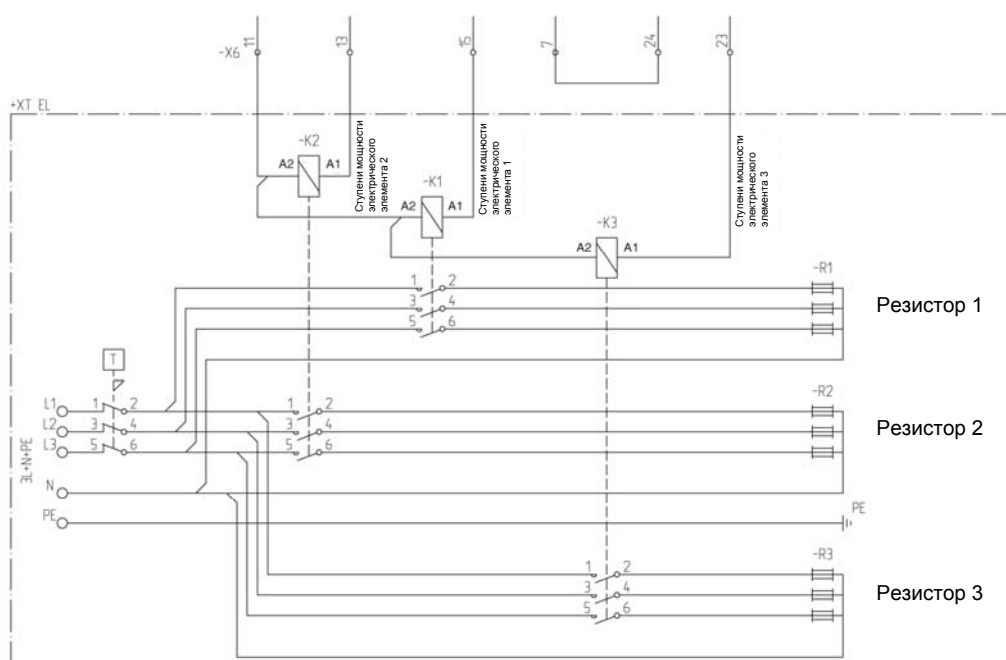 -X6
11
13
15
7
24
23
+XT EL
-K2
A2
A1
Ступени мощности
электрического
элемента 2
-K1
A2
A1
Ступени мощности
электрического
элемента 1
-K3
A2
A1
Ступени мощности
электрического
элемента 3
1
2
3
4
5
6
-R1
Резистор 1
T
L1
1
2
L2
3
4
L3
5
6
3L+N+PE
1
2
3
4
5
6
-R2
Резистор 2
N
PE
PE
1
2
3
4
5
6
-R3
Резистор 3